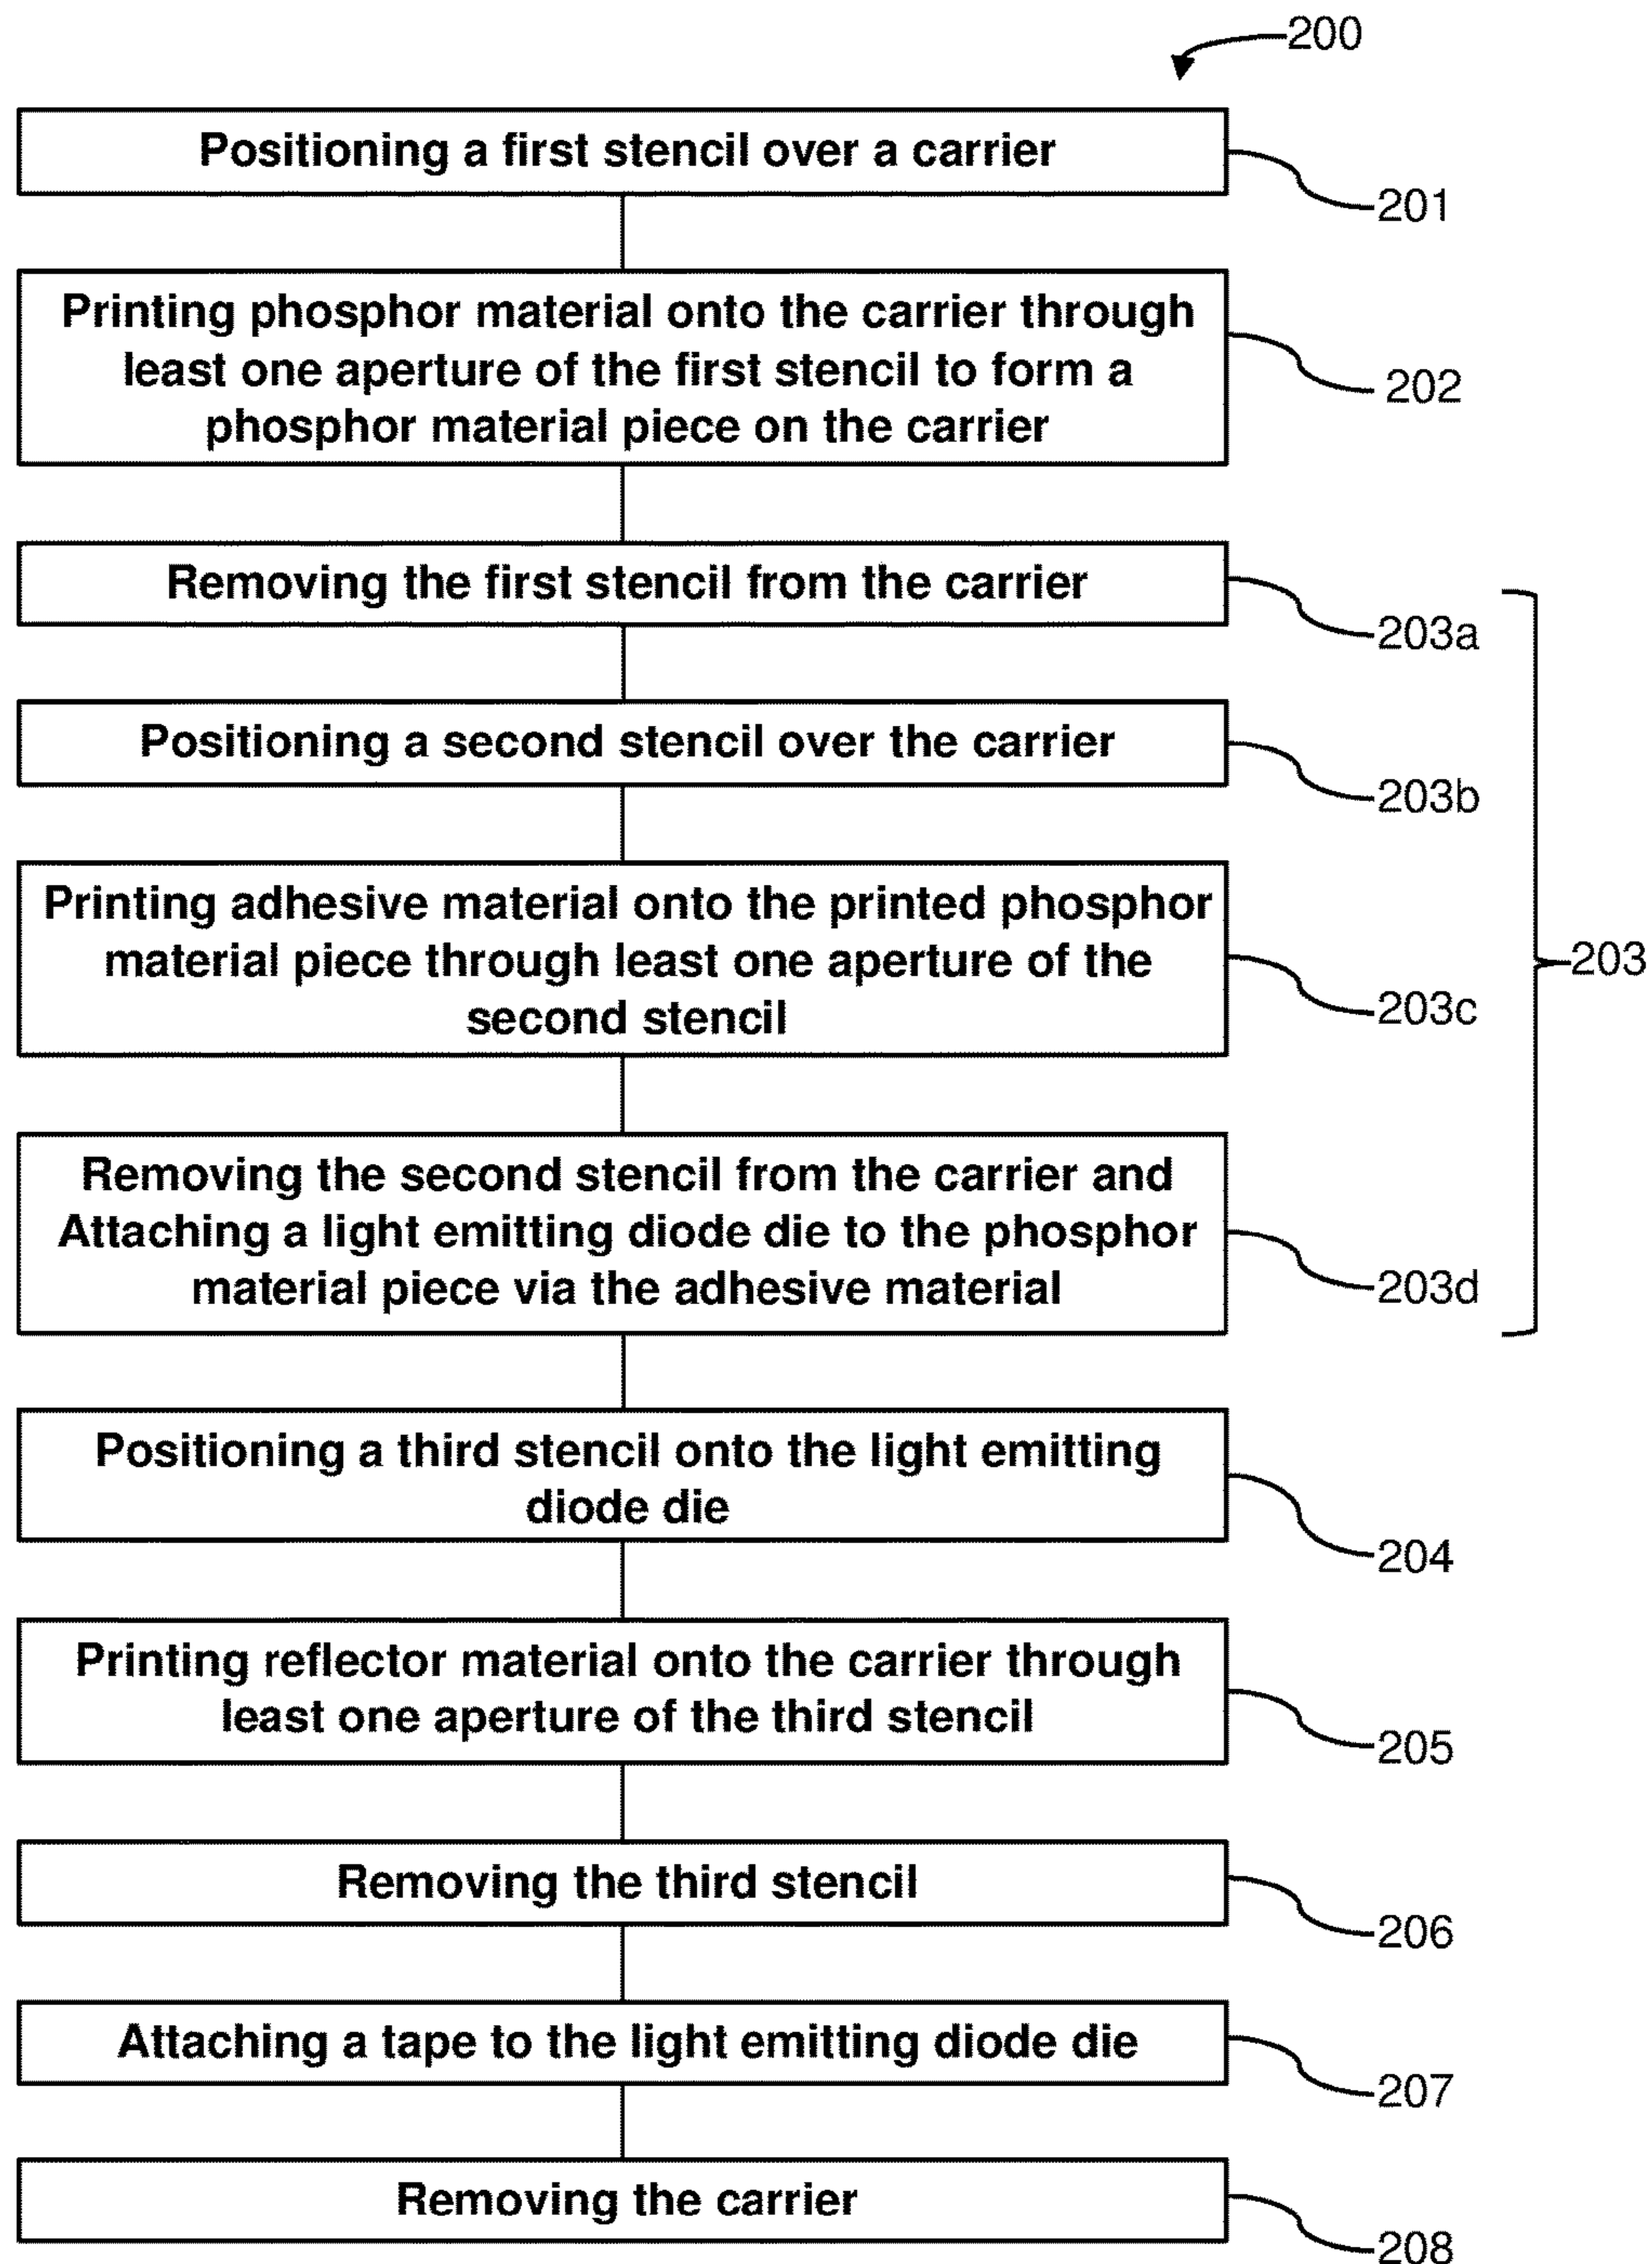 200
Positioning a first stencil over a carrier
201
Printing phosphor material onto the carrier through
least one aperture of the first stencil to form a
phosphor material piece on the carrier
202
Removing the first stencil from the carrier
203a
Positioning a second stencil over the carrier
203b
Printing adhesive material onto the printed phosphor
material piece through least one aperture of the
second stencil
203c
203
Removing the second stencil from the carrier and
Attaching a light emitting diode die to the phosphor
material piece via the adhesive material
203d
Positioning a third stencil onto the light emitting
diode die
204
Printing reflector material onto the carrier through
least one aperture of the third stencil
205
Removing the third stencil
206
Attaching a tape to the light emitting diode die
207
Removing the carrier
208